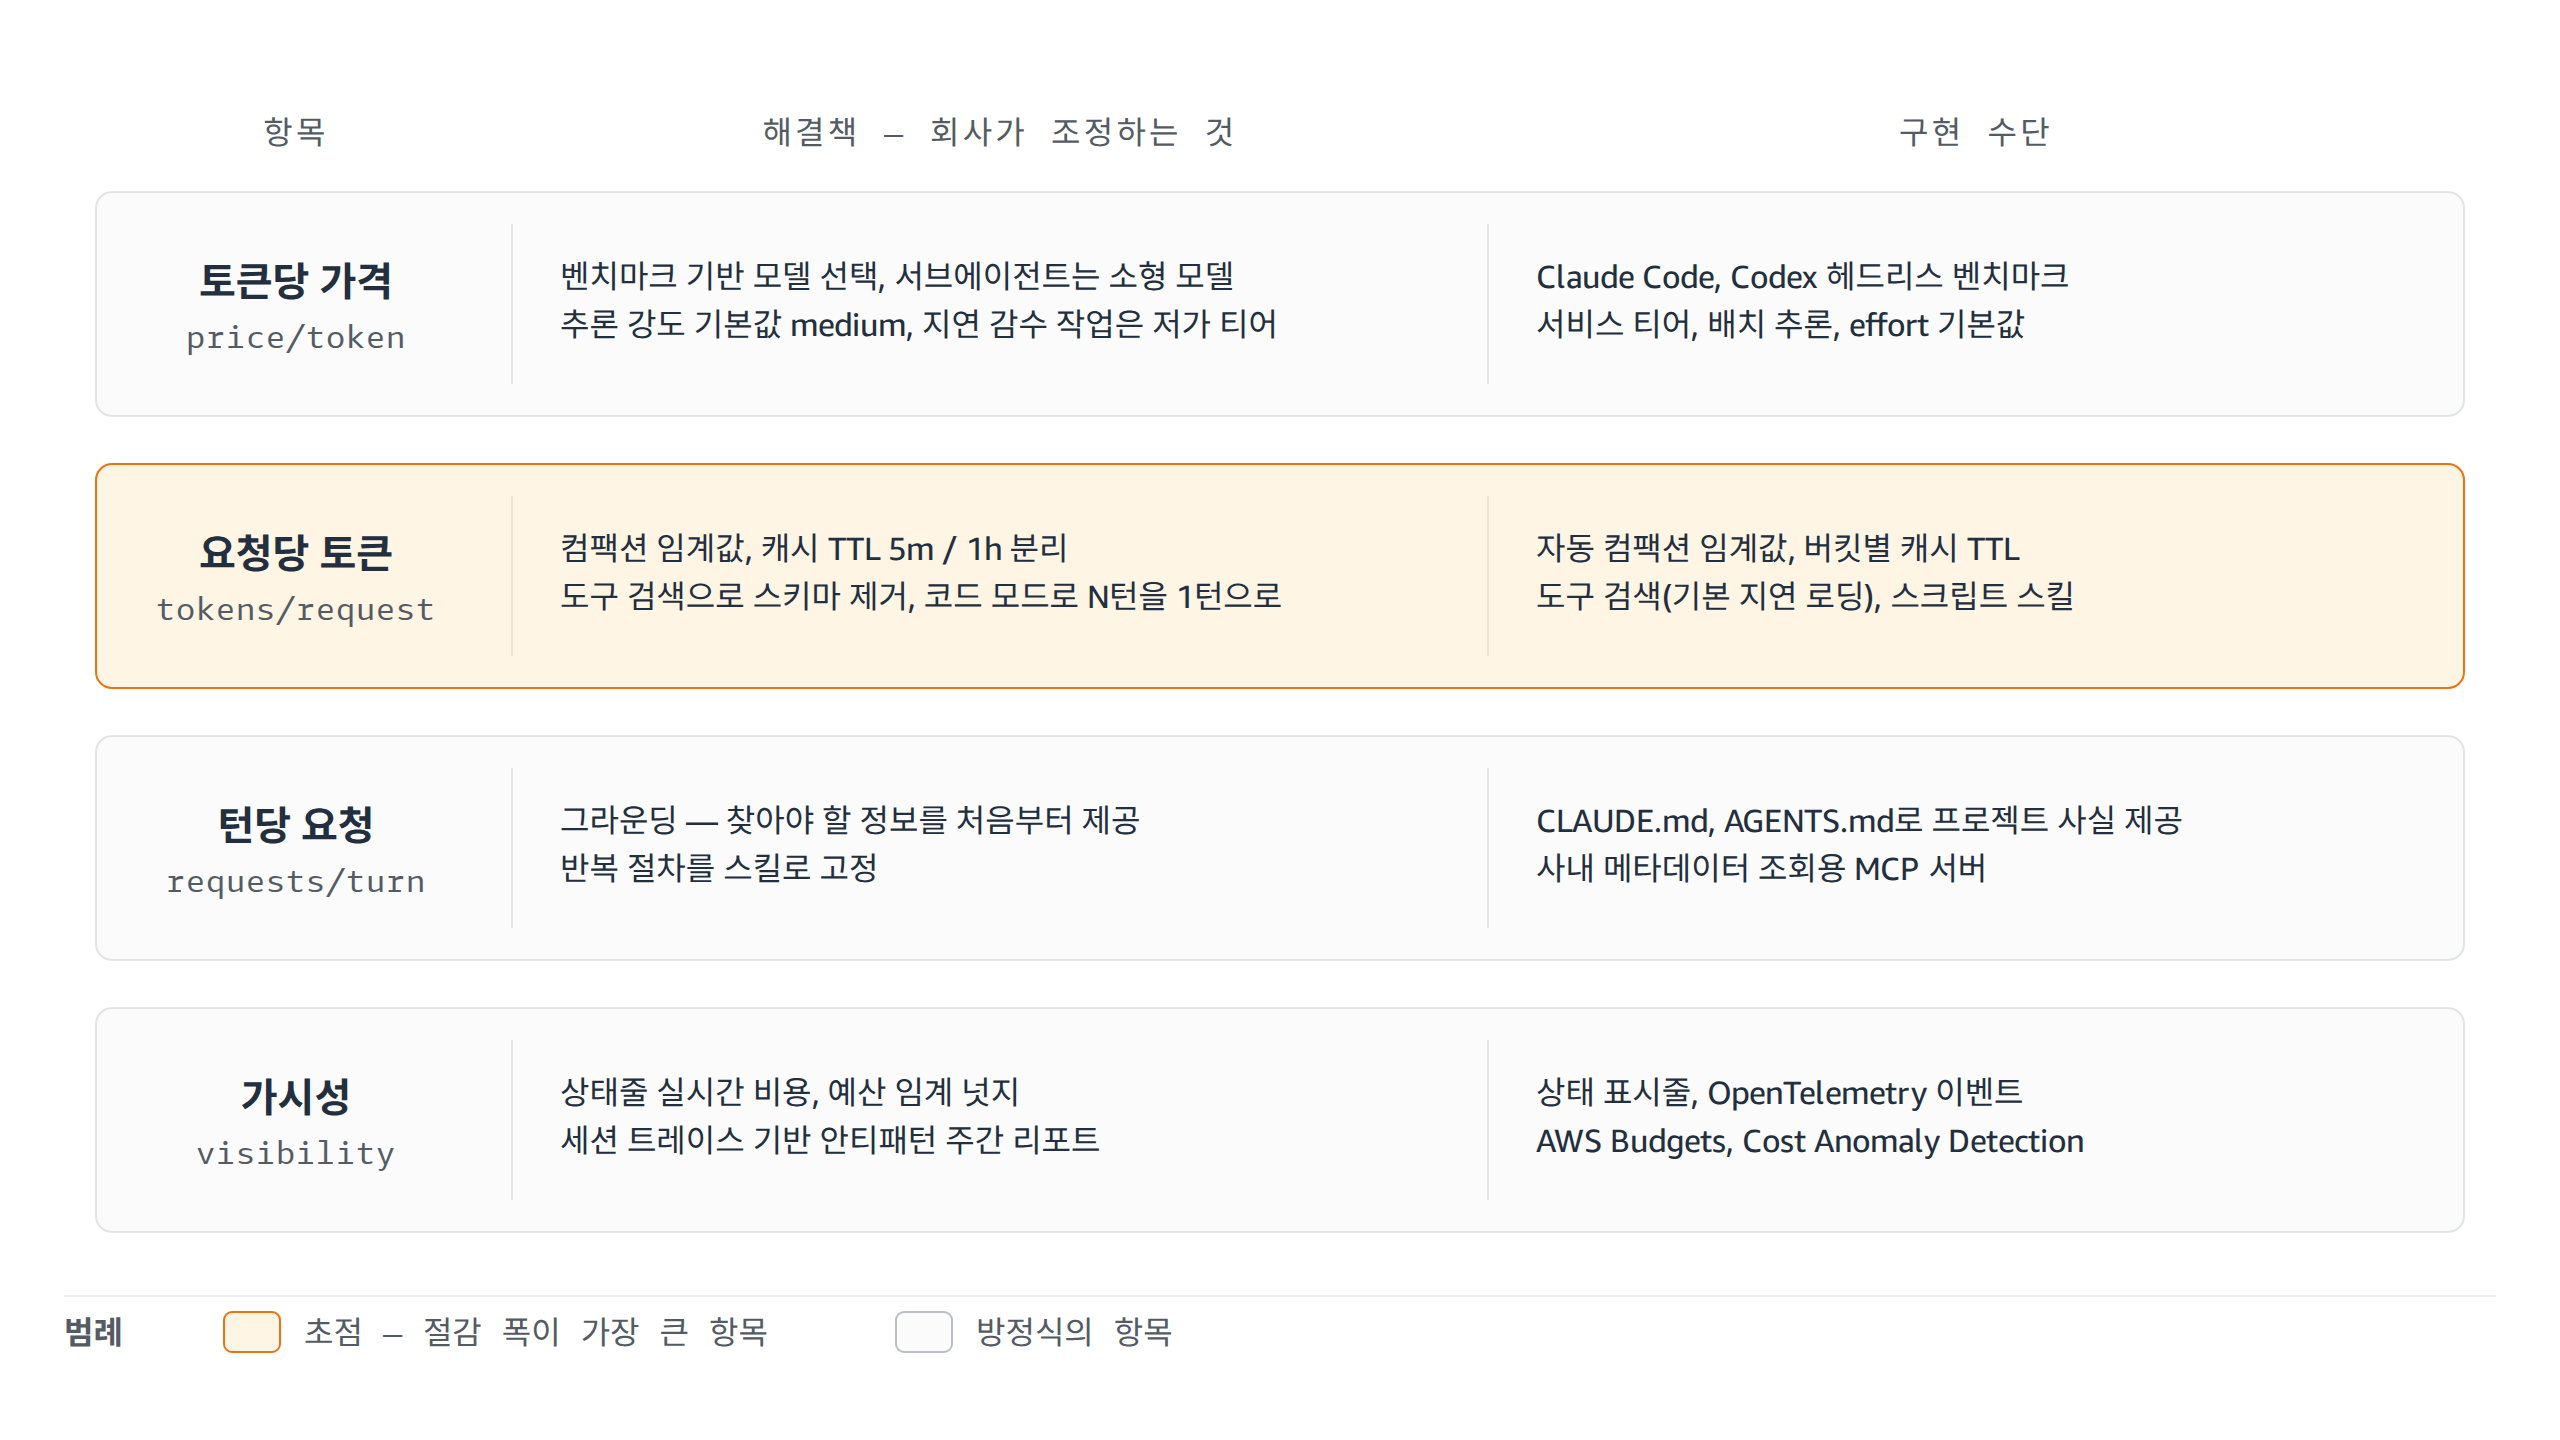 항목
해결책 – 회사가 조정하는 것
구현 수단
토큰당 가격
price/token
벤치마크 기반 모델 선택, 서브에이전트는 소형 모델
추론 강도 기본값 medium, 지연 감수 작업은 저가 티어
Claude Code, Codex 헤드리스 벤치마크
서비스 티어, 배치 추론, effort 기본값
요청당 토큰
tokens/request
컴팩션 임계값, 캐시 TTL 5m / 1h 분리
도구 검색으로 스키마 제거, 코드 모드로 N턴을 1턴으로
자동 컴팩션 임계값, 버킷별 캐시 TTL
도구 검색(기본 지연 로딩), 스크립트 스킬
턴당 요청
requests/turn
그라운딩 — 찾아야 할 정보를 처음부터 제공
반복 절차를 스킬로 고정
CLAUDE.md, AGENTS.md로 프로젝트 사실 제공
사내 메타데이터 조회용 MCP 서버
가시성
visibility
상태줄 실시간 비용, 예산 임계 넛지
세션 트레이스 기반 안티패턴 주간 리포트
상태 표시줄, OpenTelemetry 이벤트
AWS Budgets, Cost Anomaly Detection
범례
초점 – 절감 폭이 가장 큰 항목
방정식의 항목